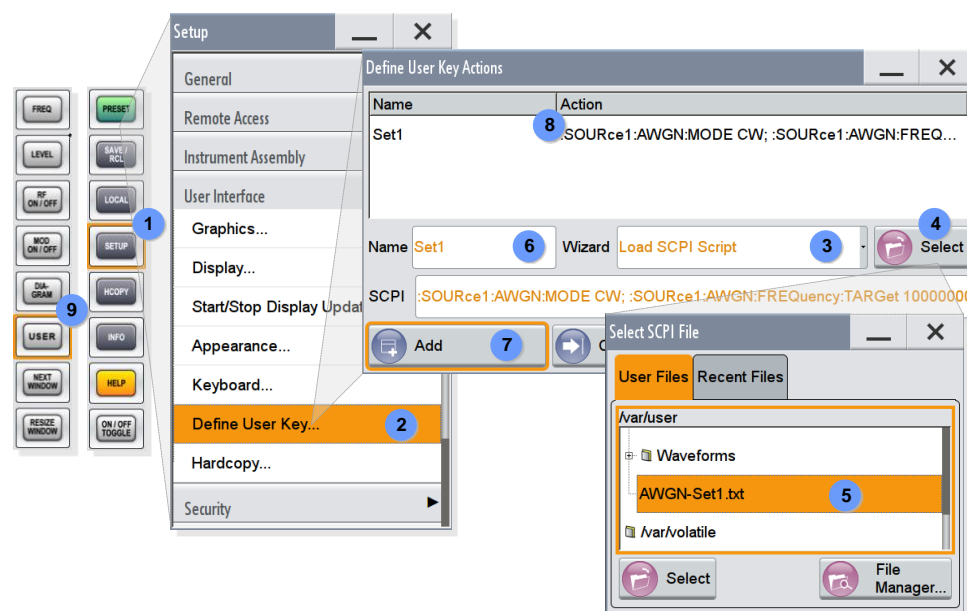 FREQ
LEVEL
RF
ON / OFF
MOD
ON / OFF
DIA-
GRAM
9
USER
NEXT
WINDOW
RESIZE
WINDOW
PRESET
SAVE /
RCL
LOCAL
1
SETUP
HCOPY
INFO
HELP
ON / OFF
TOGGLE
Setup
General
Remote Access
Instrument Assembly
User Interface
Graphics...
Display...
Start/Stop Display Updat
Appearance...
Keyboard...
Define User Key... 2
Hardcopy...
Security
Define User Key Actions
Name Action
8
Set1 :SOURce1:AWGN:MODE CW; :SOURce1:AWGN:FREQ...
4
Name Set1 6 Wizard Load SCPI Script 3 Select
SCPI :SOURce1:AWGN:MODE CW; :SOURce1:AWGN:FREQuency:TARGet 10000000
Add 7
Select SCPI File
User Files Recent Files
/var/user
Waveforms
AWGN-Set1.txt 5
/var/volatile
Select
File
Manager...